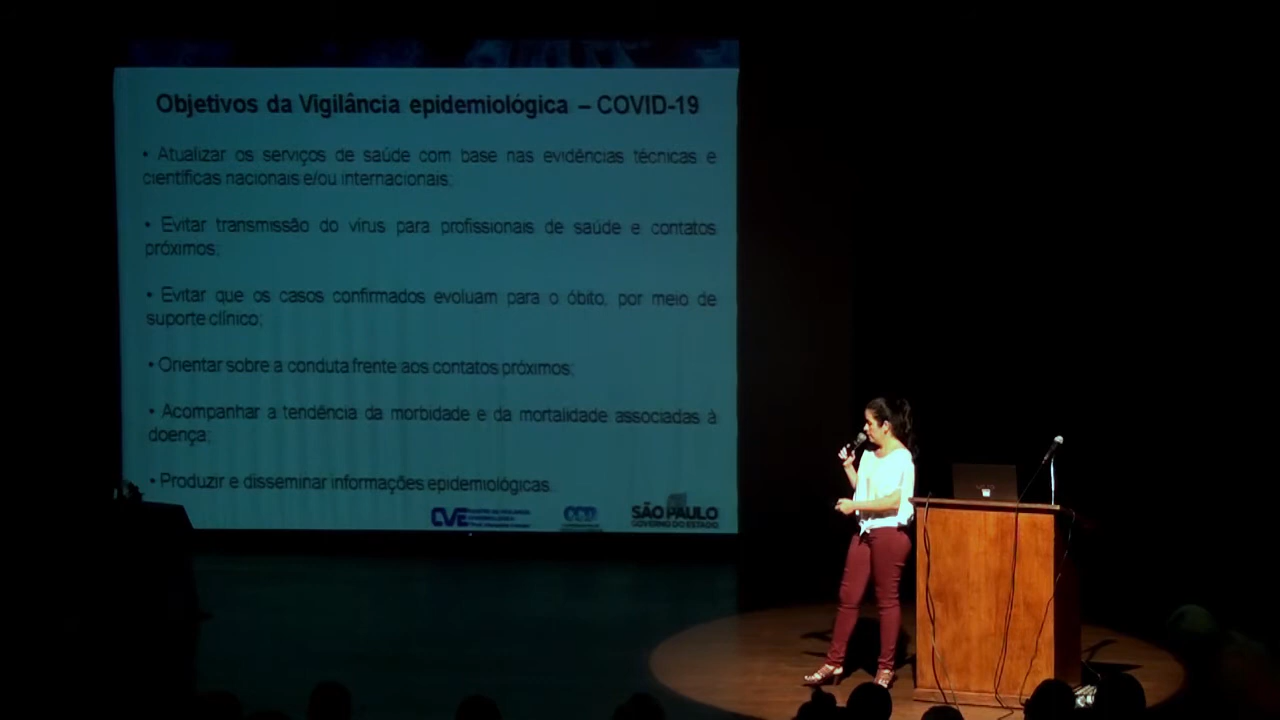 Objetivos da Vigilância epidemiológica – COVID-19
• Atualizar os serviços de saúde com base nas evidências técnicas e
científicas nacionais e/ou internacionais;
• Evitar transmissão do vírus para profissionais de saúde e contatos
próximos;
• Evitar que os casos confirmados evoluam para o óbito, por meio de
suporte clínico;
• Orientar sobre a conduta frente aos contatos próximos;
• Acompanhar a tendência da morbidade e da mortalidade associadas à
doença;
• Produzir e disseminar informações epidemiológicas.
CVE
SÃO PAULO
GOVERNO DO ESTADO